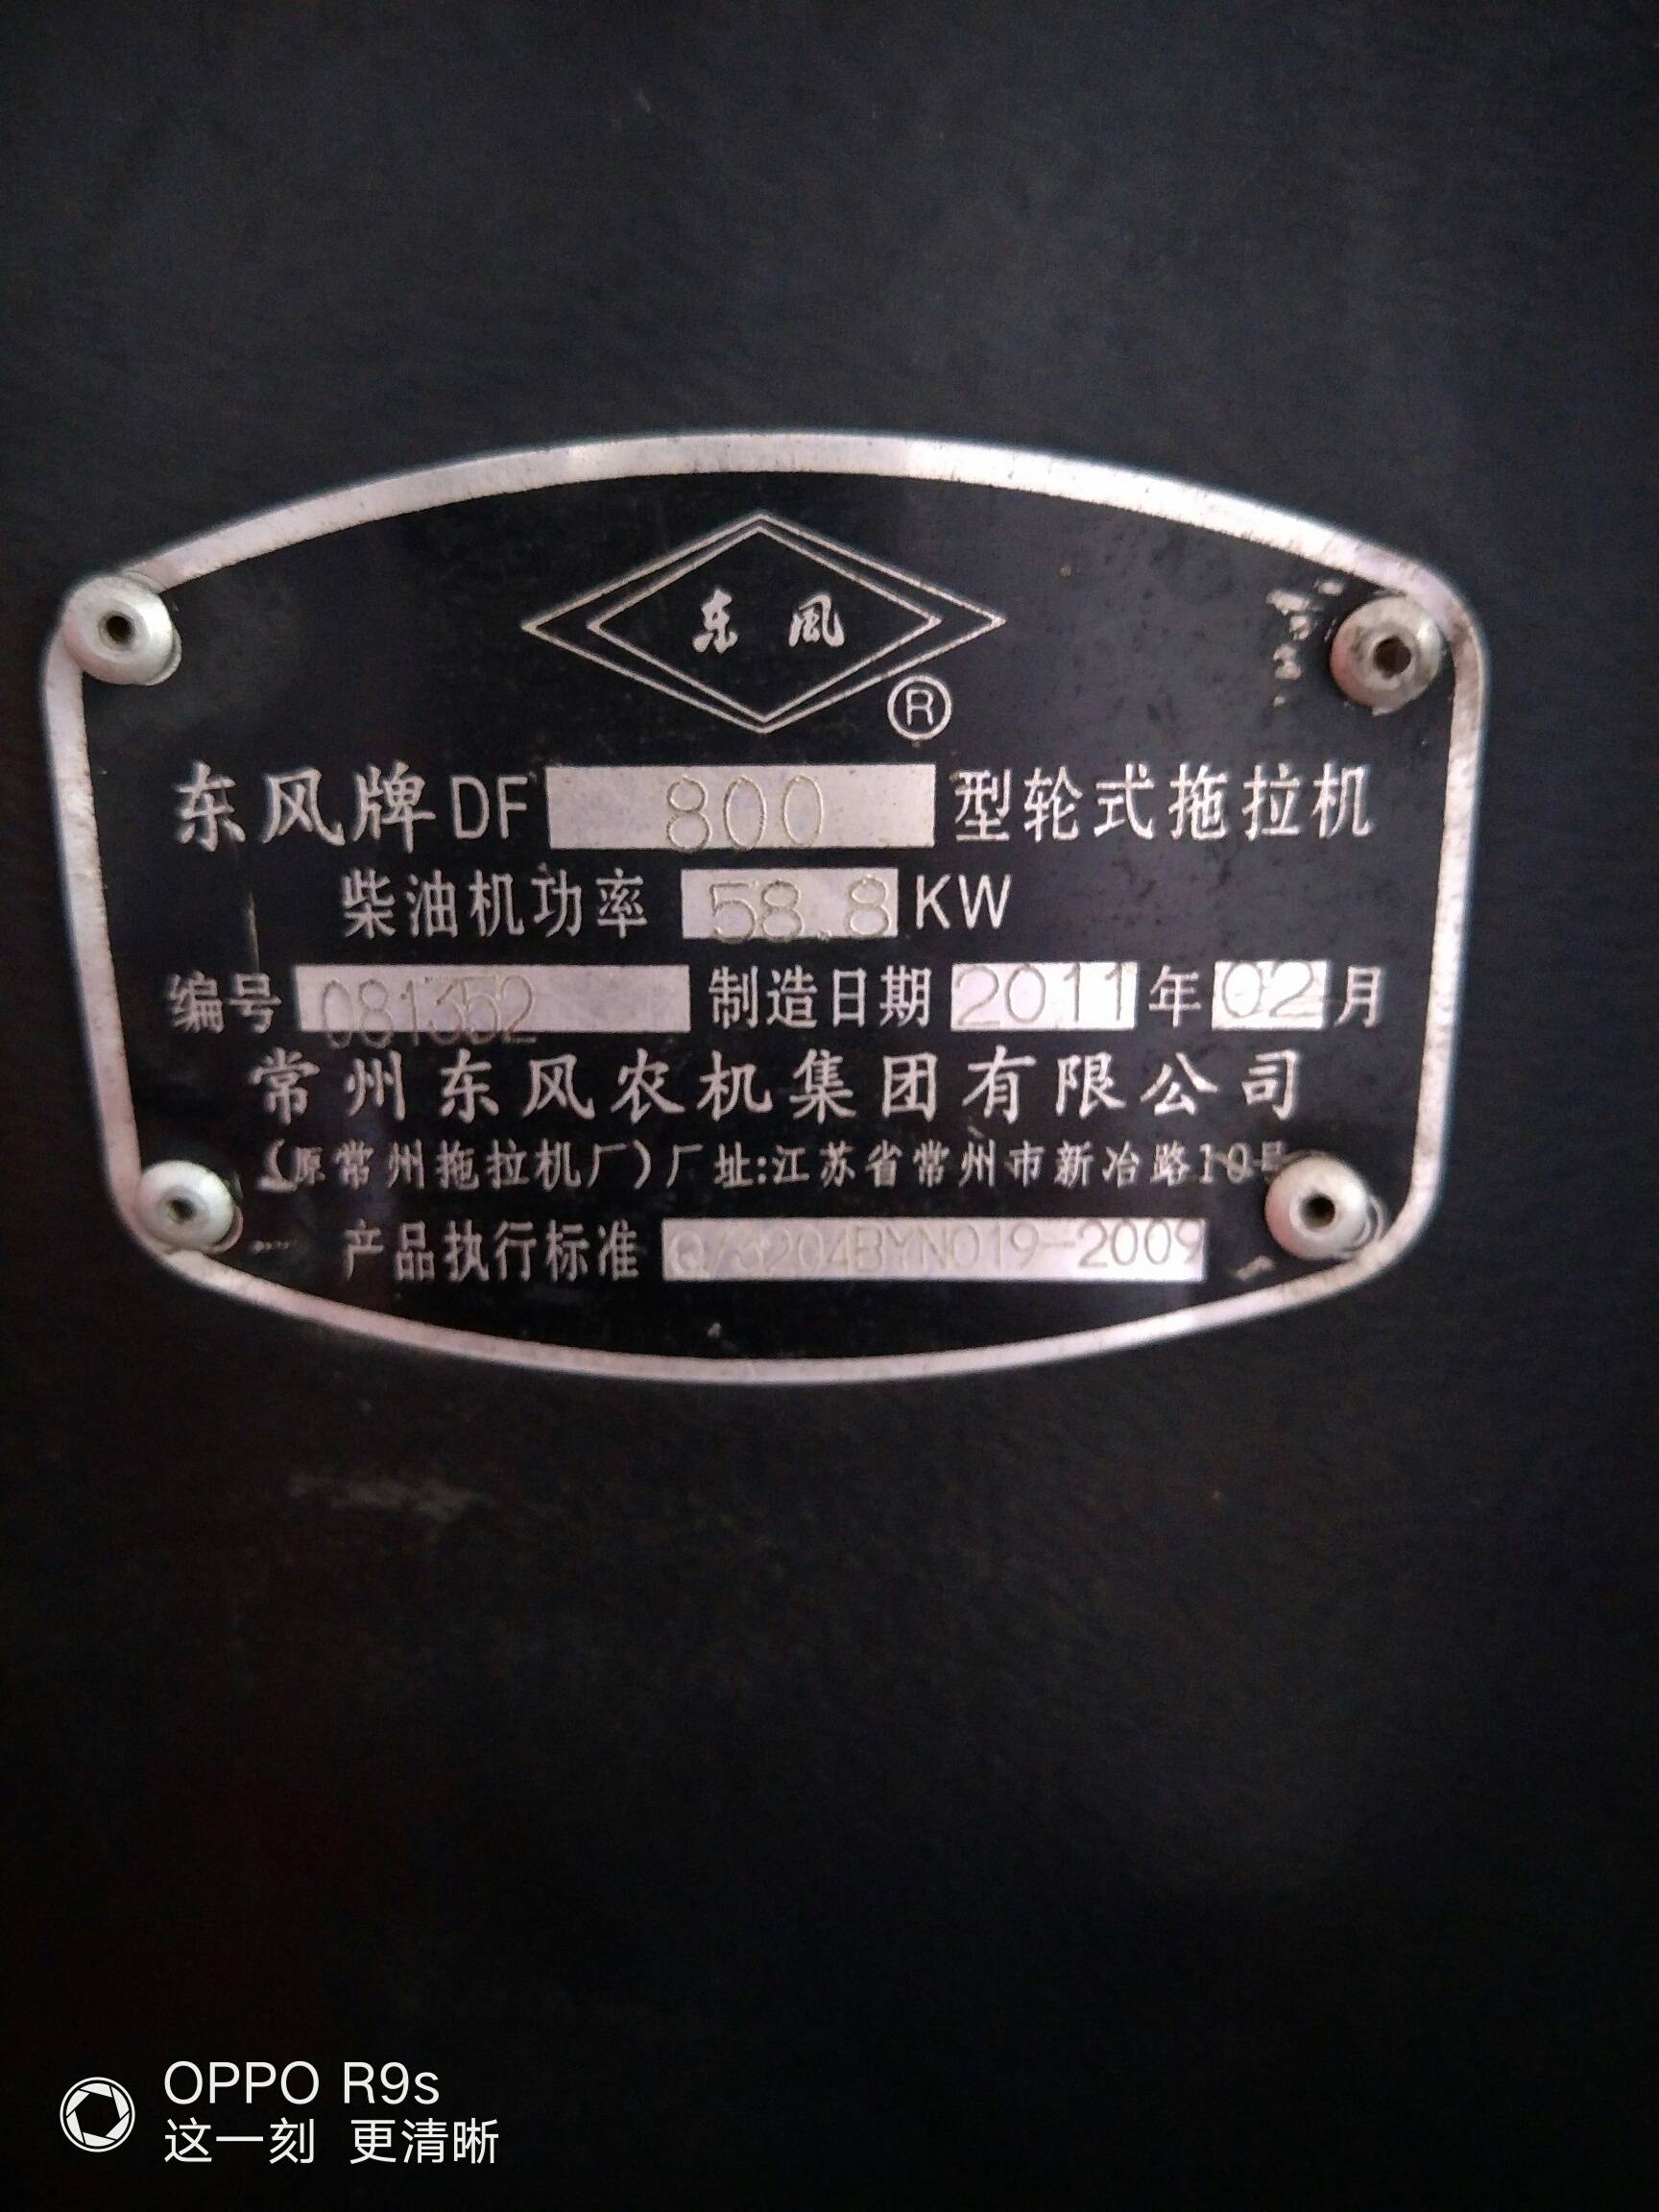 东風
®
东风牌DF 800 型轮式拖拉机
柴油机功率 58.8 KW
编号 081352 制造日期 2011 年 02 月
常州东风农机集团有限公司
(原常州拖拉机厂)厂址:江苏省常州市新冶路10号
产品执行标准 Q/3204BYN019-2009
OPPO R9s
这一刻 更清晰